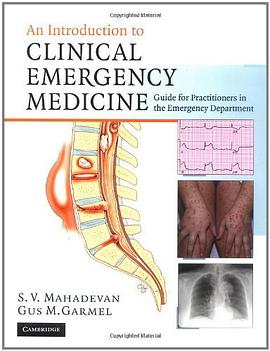 An Introduction to
CLINICAL
EMERGENCY
MEDICINE
Guide for Practitioners in
the Emergency Department
S. V. MAHADEVAN
GUS M. GARMEL
CAMBRIDGE